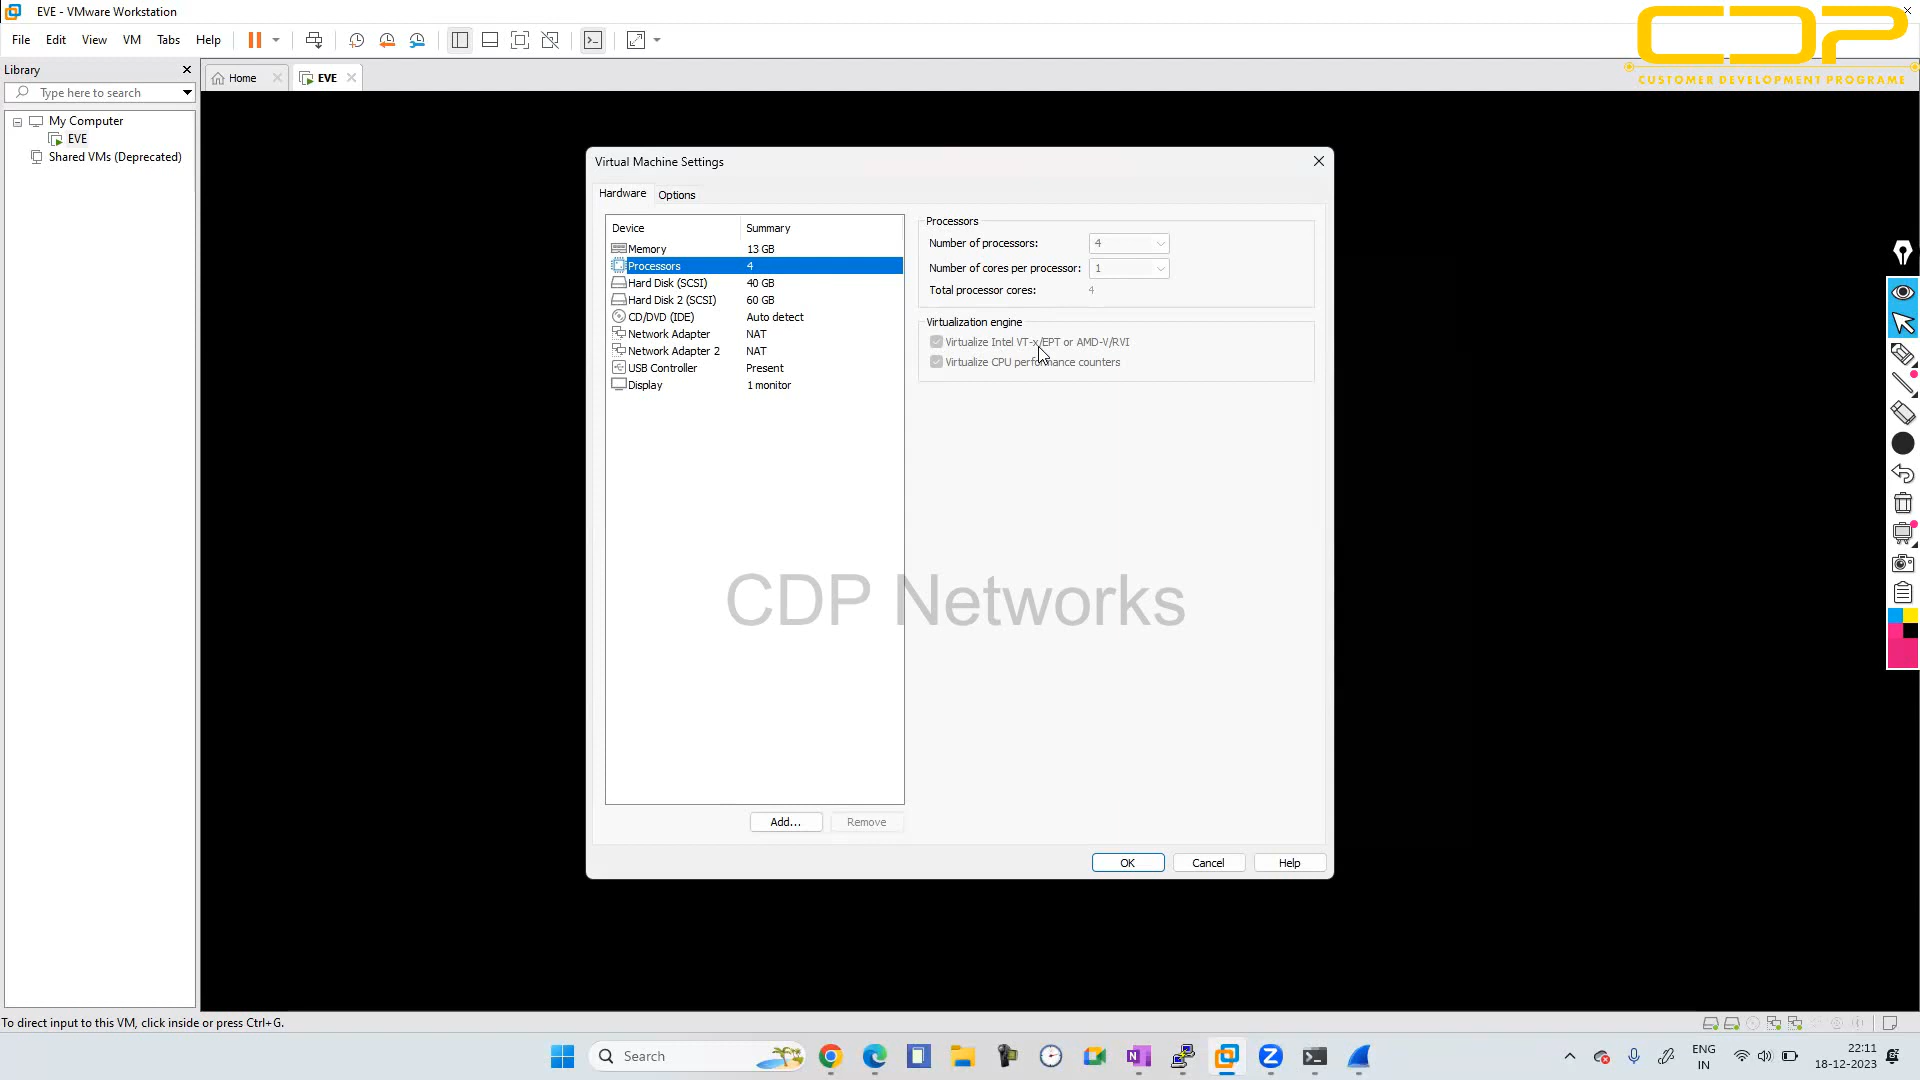 EVE - VMware Workstation
CDP
CUSTOMER DEVELOPMENT PROGRAME
File Edit View VM Tabs Help
Library
Home EVE
Type here to search
My Computer
EVE
Shared VMs (Deprecated)
Virtual Machine Settings
Hardware Options
Device Summary
Memory 13 GB
Processors 4
Hard Disk (SCSI) 40 GB
Hard Disk 2 (SCSI) 60 GB
CD/DVD (IDE) Auto detect
Network Adapter NAT
Network Adapter 2 NAT
USB Controller Present
Display 1 monitor
Processors
Number of processors: 4
Number of cores per processor: 1
Total processor cores: 4
Virtualization engine
Virtualize Intel VT-x/EPT or AMD-V/RVI
Virtualize CPU performance counters
CDP Networks
Add... Remove
OK Cancel Help
To direct input to this VM, click inside or press Ctrl+G.
Search
ENG
IN
22:11
18-12-2023